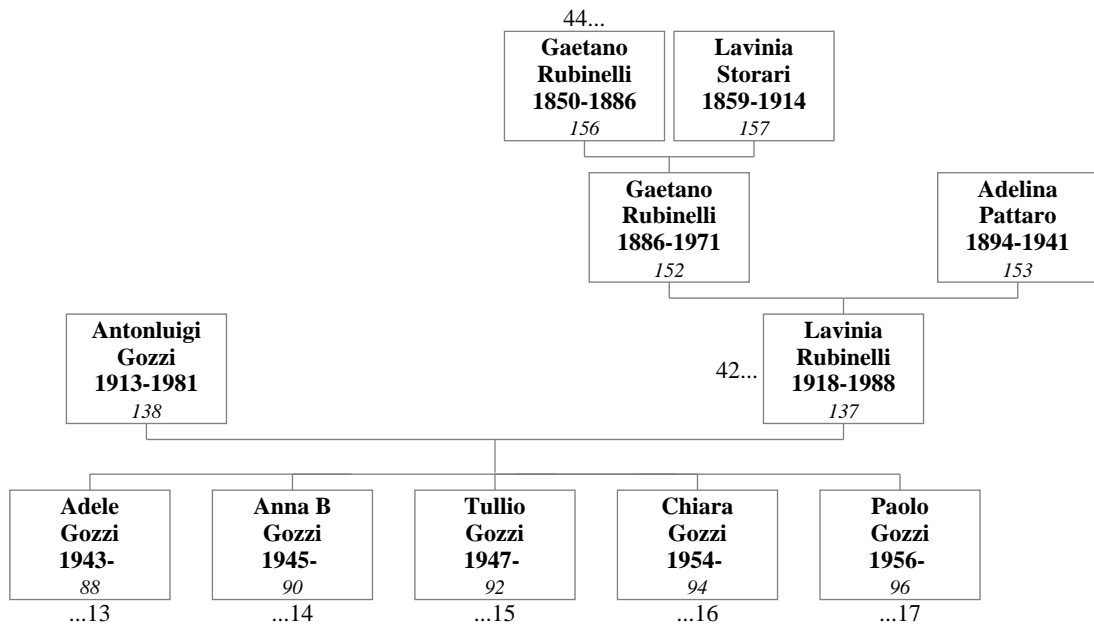 44...
Gaetano
Rubinelli
1850-1886
156
Lavinia
Storari
1859-1914
157
Gaetano
Rubinelli
1886-1971
152
Adelina
Pattaro
1894-1941
153
Antonluigi
Gozzi
1913-1981
138
42...
Lavinia
Rubinelli
1918-1988
137
Adele
Gozzi
1943-
88
...13
Anna B
Gozzi
1945-
90
...14
Tullio
Gozzi
1947-
92
...15
Chiara
Gozzi
1954-
94
...16
Paolo
Gozzi
1956-
96
...17